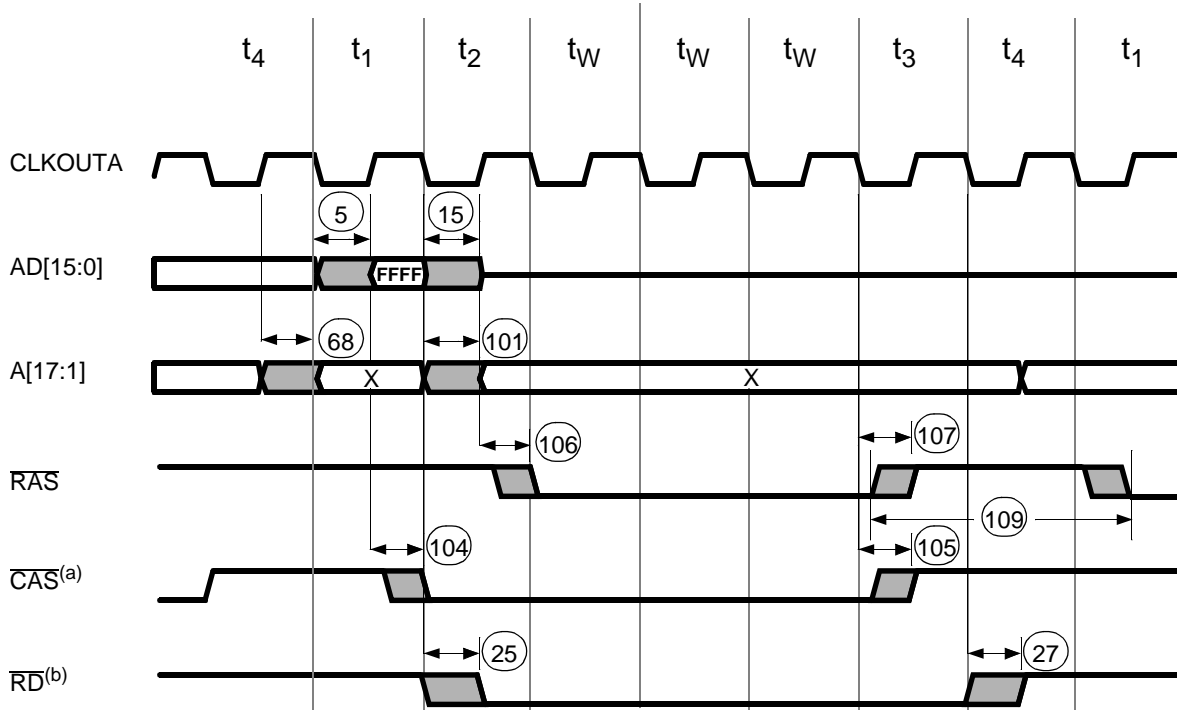 t4 t1 t2 tW tW tW t3 t4 t1
CLKOUTA
5 15
AD[15:0] FFFF
68 101
A[17:1] X X
106 107
RAS
109
104 105
CAS(a)
25 27
RD(b)